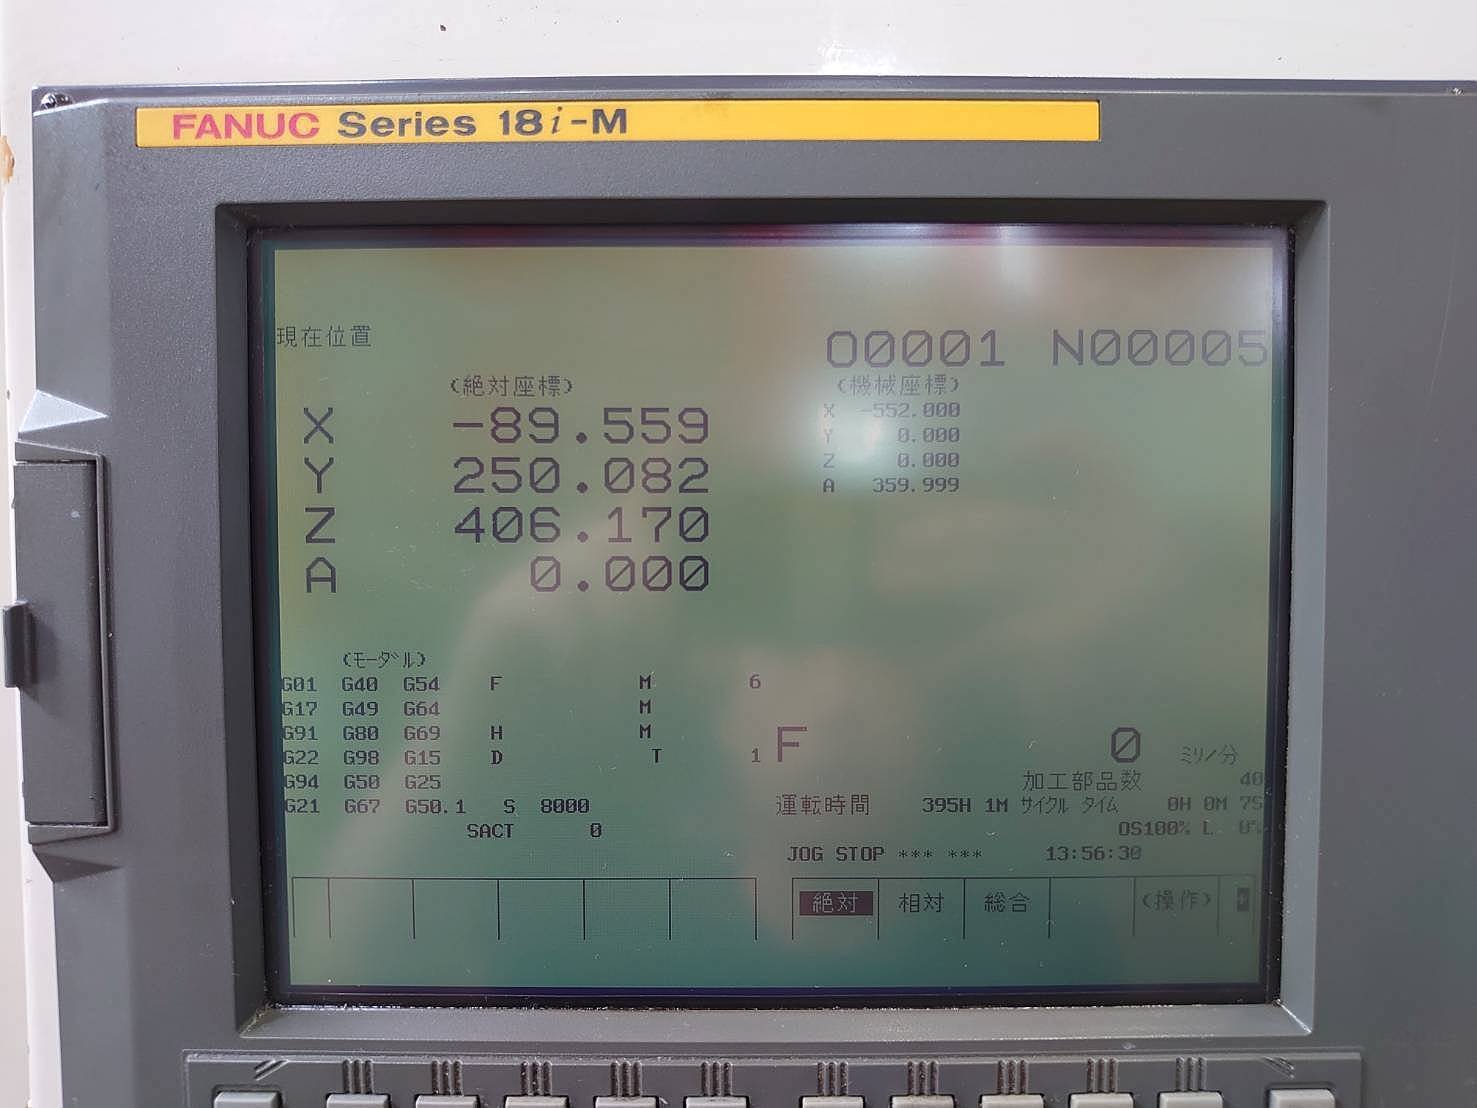 FANUC Series 18i-M
現在位置
O0001 N00005
(絶対座標)
(機械座標)
X -89.559
Y 250.082
Z 406.170
A 0.000
X -552.000
Y 0.000
Z 0.000
A 359.999
(モーダル)
G01 G40 G54 F M 6
G17 G49 G64 M
G91 G80 G69 H M
G22 G98 G15 D T 1
G94 G50 G25
G21 G67 G50.1 S 8000
SACT 0
F 0 ミリ/分
加工部品数 40
運転時間 395H 1M サイクル タイム 0H 0M 7S
OS100% L 0%
JOG STOP *** *** 13:56:30
絶対 相対 総合 (操作)